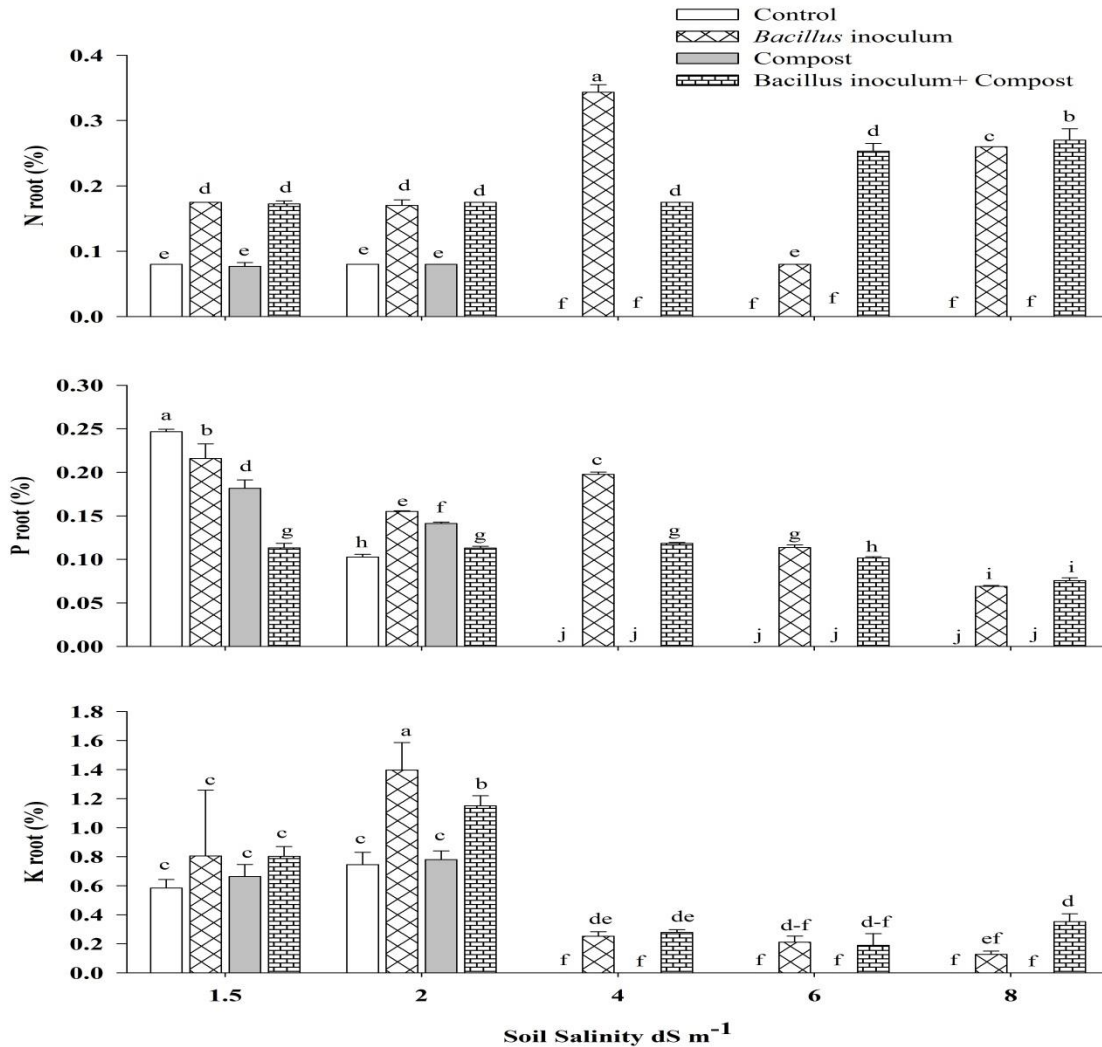 Control
Bacillus inoculum
Compost
Bacillus inoculum+ Compost
N root (%)
0.4
0.3
0.2
0.1
0.0
e d e d
e d e d
f a f d
f e f d
f c f b
P root (%)
0.30
0.25
0.20
0.15
0.10
0.05
0.00
a b d g
h e f g
j c j g
j g j h
j i j i
K root (%)
1.8
1.6
1.4
1.2
1.0
0.8
0.6
0.4
0.2
0.0
c c c c
c a c b
f de f de
f d-f f d-f
f ef f d
1.5 2 4 6 8
Soil Salinity dS m⁻¹